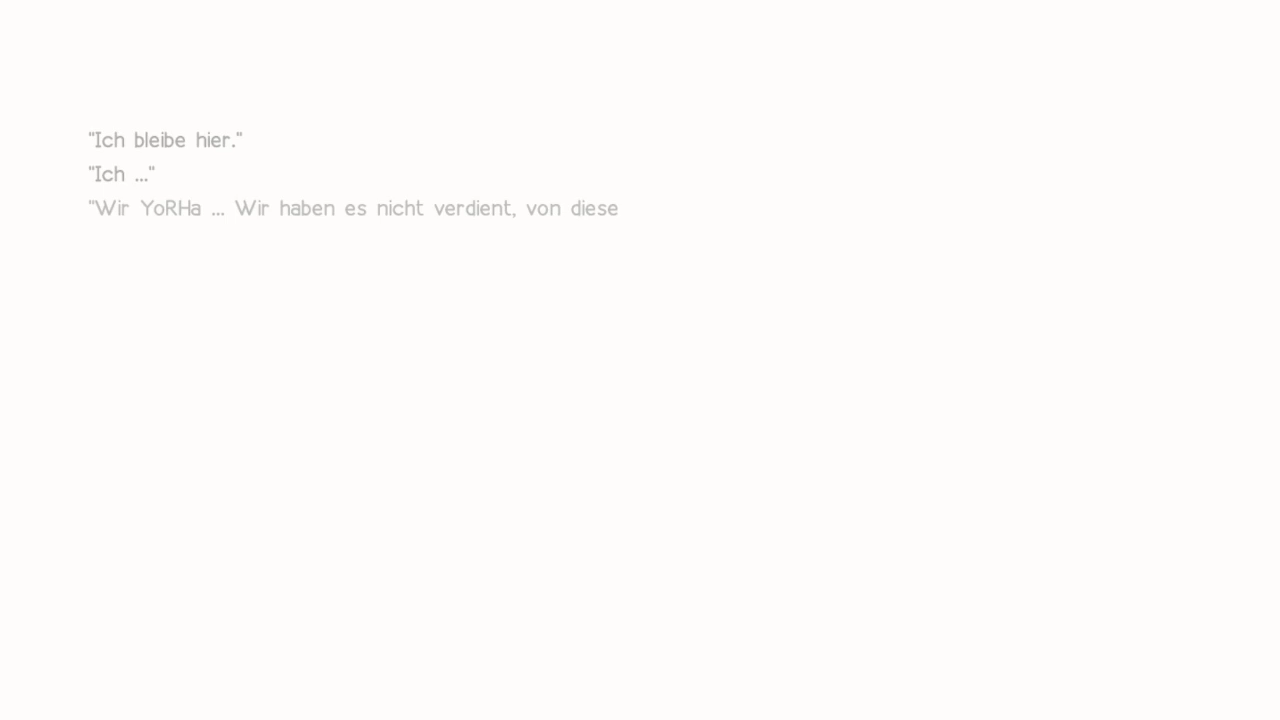 "Ich bleibe hier."
"Ich ..."
"Wir YoRHa ... Wir haben es nicht verdient, von diese